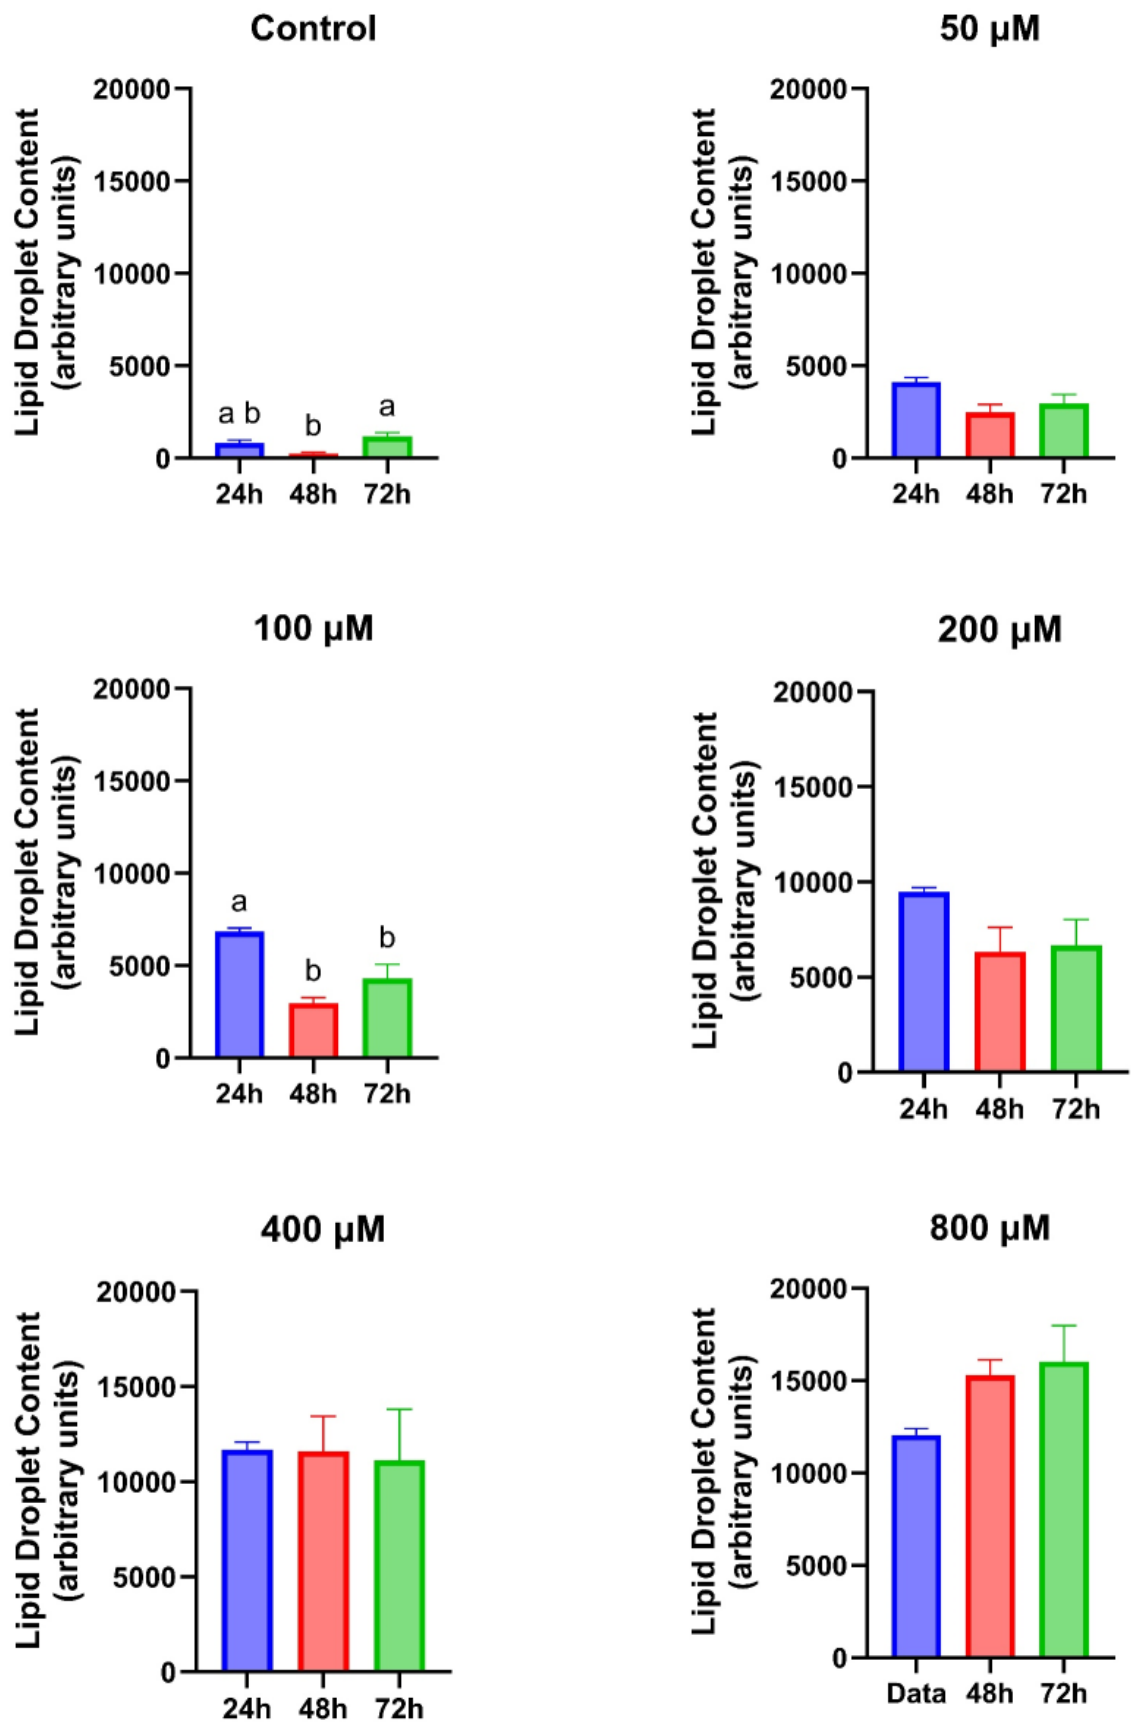 Control
Lipid Droplet Content
(arbitrary units)
20000
15000
10000
5000
0
a b
b
a
24h 48h 72h
50 µM
Lipid Droplet Content
(arbitrary units)
20000
15000
10000
5000
0
24h 48h 72h
100 µM
Lipid Droplet Content
(arbitrary units)
20000
15000
10000
5000
0
a
b
b
24h 48h 72h
200 µM
Lipid Droplet Content
(arbitrary units)
20000
15000
10000
5000
0
24h 48h 72h
400 µM
Lipid Droplet Content
(arbitrary units)
20000
15000
10000
5000
0
24h 48h 72h
800 µM
Lipid Droplet Content
(arbitrary units)
20000
15000
10000
5000
0
Data 48h 72h